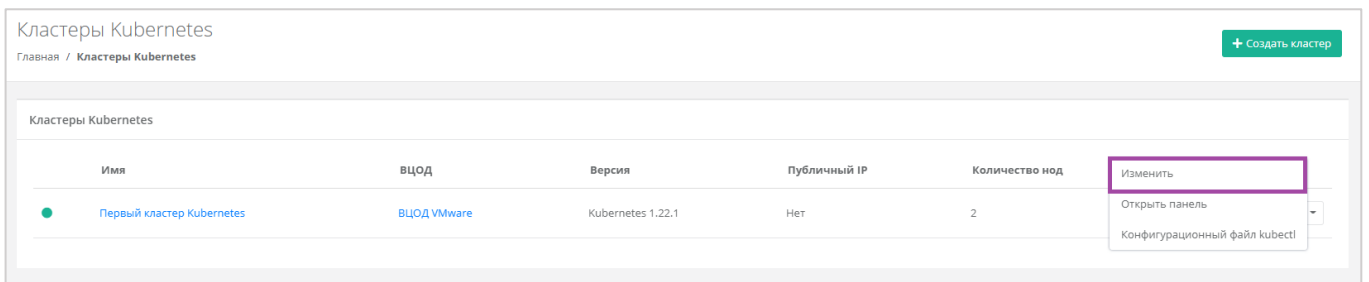 Кластеры Kubernetes
Главная / Кластеры Kubernetes
+ Создать кластер
Кластеры Kubernetes
Имя ВЦОД Версия Публичный IP Количество нод
Первый кластер Kubernetes ВЦОД VMware Kubernetes 1.22.1 Нет 2
Изменить
Открыть панель
Конфигурационный файл kubectl